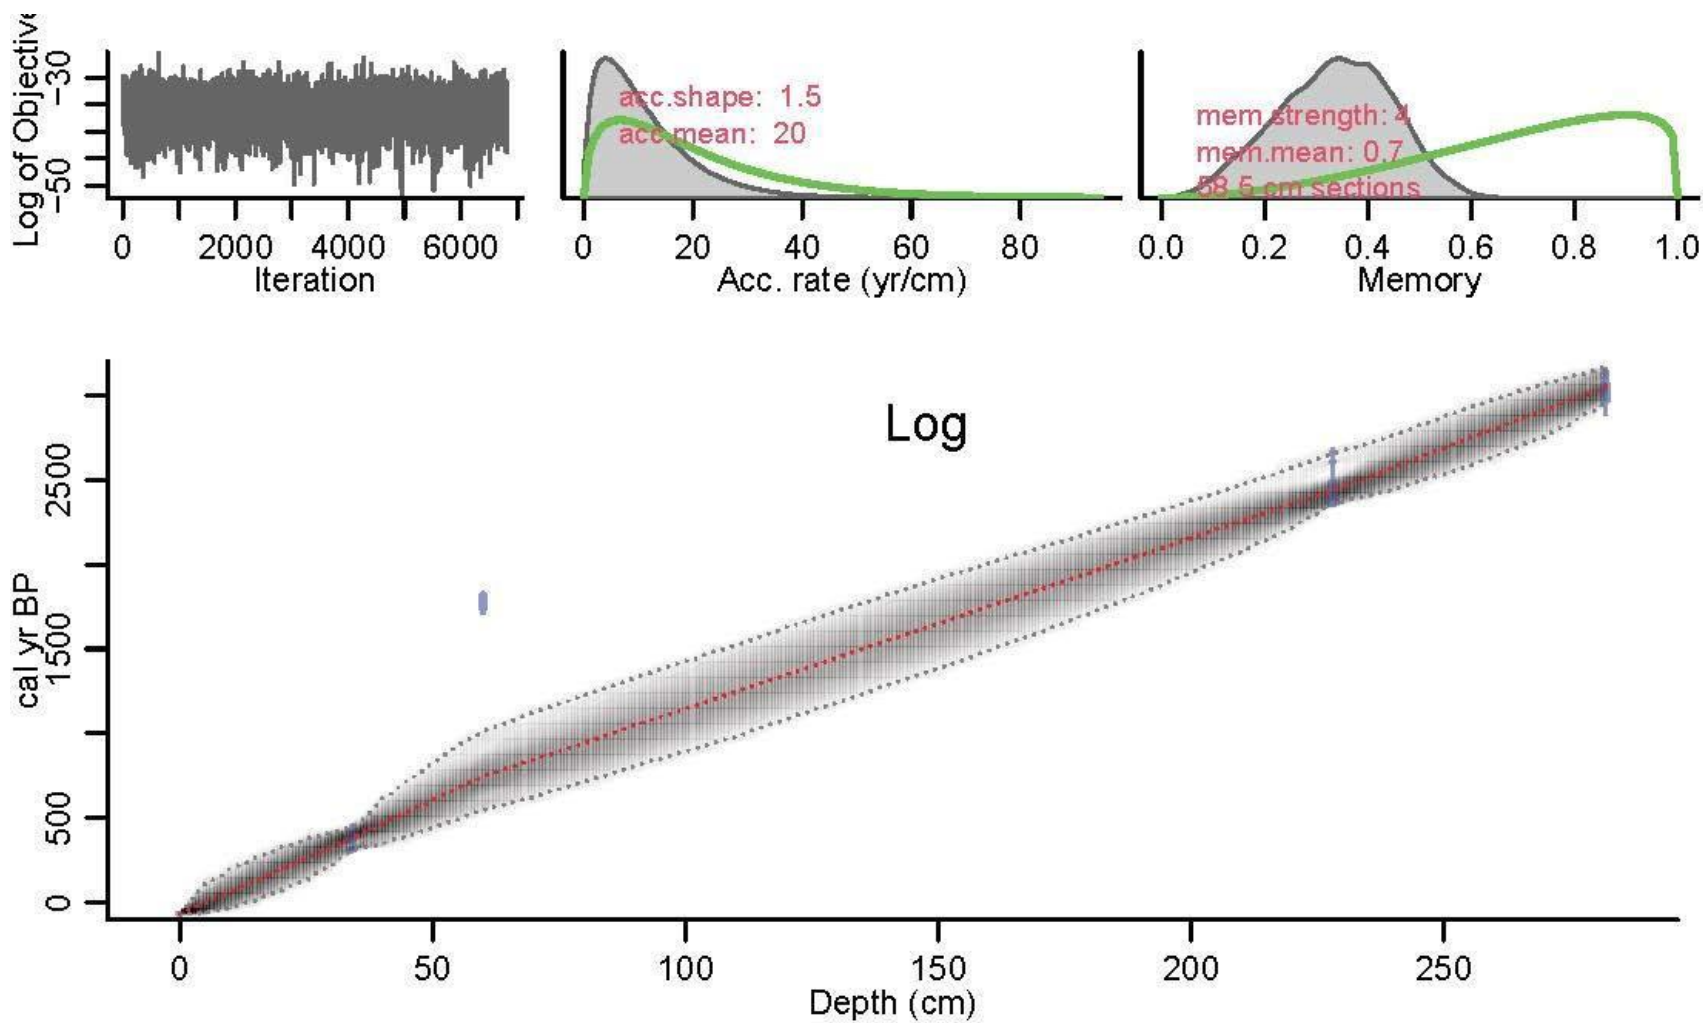 Log of Objective
−30
−50
0 2000 4000 6000
Iteration
acc.shape: 1.5
acc.mean: 20
0 20 40 60 80
Acc. rate (yr/cm)
mem.strength: 4
mem.mean: 0.7
58 5 cm sections
0.0 0.2 0.4 0.6 0.8 1.0
Memory
Log
cal yr BP
2500
1500
500
0
0 50 100 150 200 250
Depth (cm)